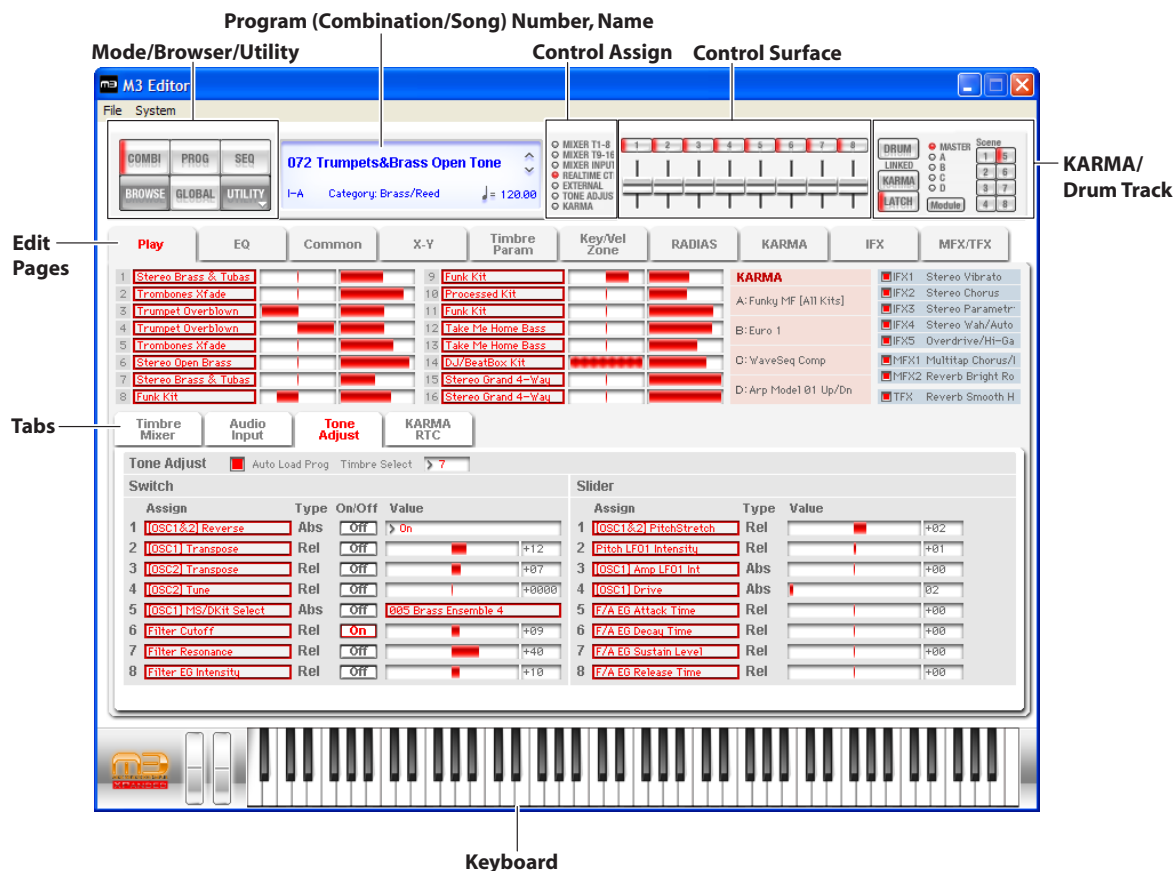 Program (Combination/Song) Number, Name
Mode/Browser/Utility
Control Assign
Control Surface
M3 Editor
File System
COMBI PROG SEQ
BROWSE GLOBAL UTILITY
072 Trumpets&Brass Open Tone
I-A Category: Brass/Reed ♩= 120.00
MIXER T1-8
MIXER T9-16
MIXER INPUT
REALTIME CT
EXTERNAL
TONE ADJUS
KARMA
1 2 3 4 5 6 7 8
DRUM
LINKED
KARMA
LATCH
MASTER
A
B
C
D
Module
Scene
1 5
2 6
3 7
4 8
KARMA/
Drum Track
Edit
Pages
Play
EQ
Common
X-Y
Timbre
Param
Key/Vel
Zone
RADIAS
KARMA
IFX
MFX/TFX
1 Stereo Brass & Tubas
2 Trombones Xfade
3 Trumpet Overblown
4 Trumpet Overblown
5 Trombones Xfade
6 Stereo Open Brass
7 Stereo Brass & Tubas
8 Funk Kit
9 Funk Kit
10 Processed Kit
11 Funk Kit
12 Take Me Home Bass
13 Take Me Home Bass
14 DJ/BeatBox Kit
15 Stereo Grand 4-Way
16 Stereo Grand 4-Way
KARMA
A: Funky MF [All Kits]
B: Euro 1
C: WaveSeq Comp
D: Arp Model 01 Up/Dn
IFX1 Stereo Vibrato
IFX2 Stereo Chorus
IFX3 Stereo Parametr
IFX4 Stereo Wah/Auto
IFX5 Overdrive/Hi-Ga
MFX1 Multitap Chorus/
MFX2 Reverb Bright Ro
TFX Reverb Smooth H
Tabs
Timbre
Mixer
Audio
Input
Tone
Adjust
KARMA
RTC
Tone Adjust Auto Load Prog Timbre Select 7
Switch
Assign Type On/Off Value
1 [OSC1&2] Reverse Abs Off On
2 [OSC1] Transpose Rel Off +12
3 [OSC2] Transpose Rel Off +07
4 [OSC2] Tune Rel Off +0000
5 [OSC1] MS/DKit Select Abs Off 005 Brass Ensemble 4
6 Filter Cutoff Rel On +09
7 Filter Resonance Rel Off +40
8 Filter EG Intensity Rel Off +10
Slider
Assign Type Value
1 [OSC1&2] PitchStretch Rel +02
2 Pitch LFO1 Intensity Rel +01
3 [OSC1] Amp LFO1 Int Abs +00
4 [OSC1] Drive Abs 02
5 F/A EG Attack Time Rel +00
6 F/A EG Decay Time Rel +00
7 F/A EG Sustain Level Rel +00
8 F/A EG Release Time Rel +00
m3
XPANDED
Keyboard